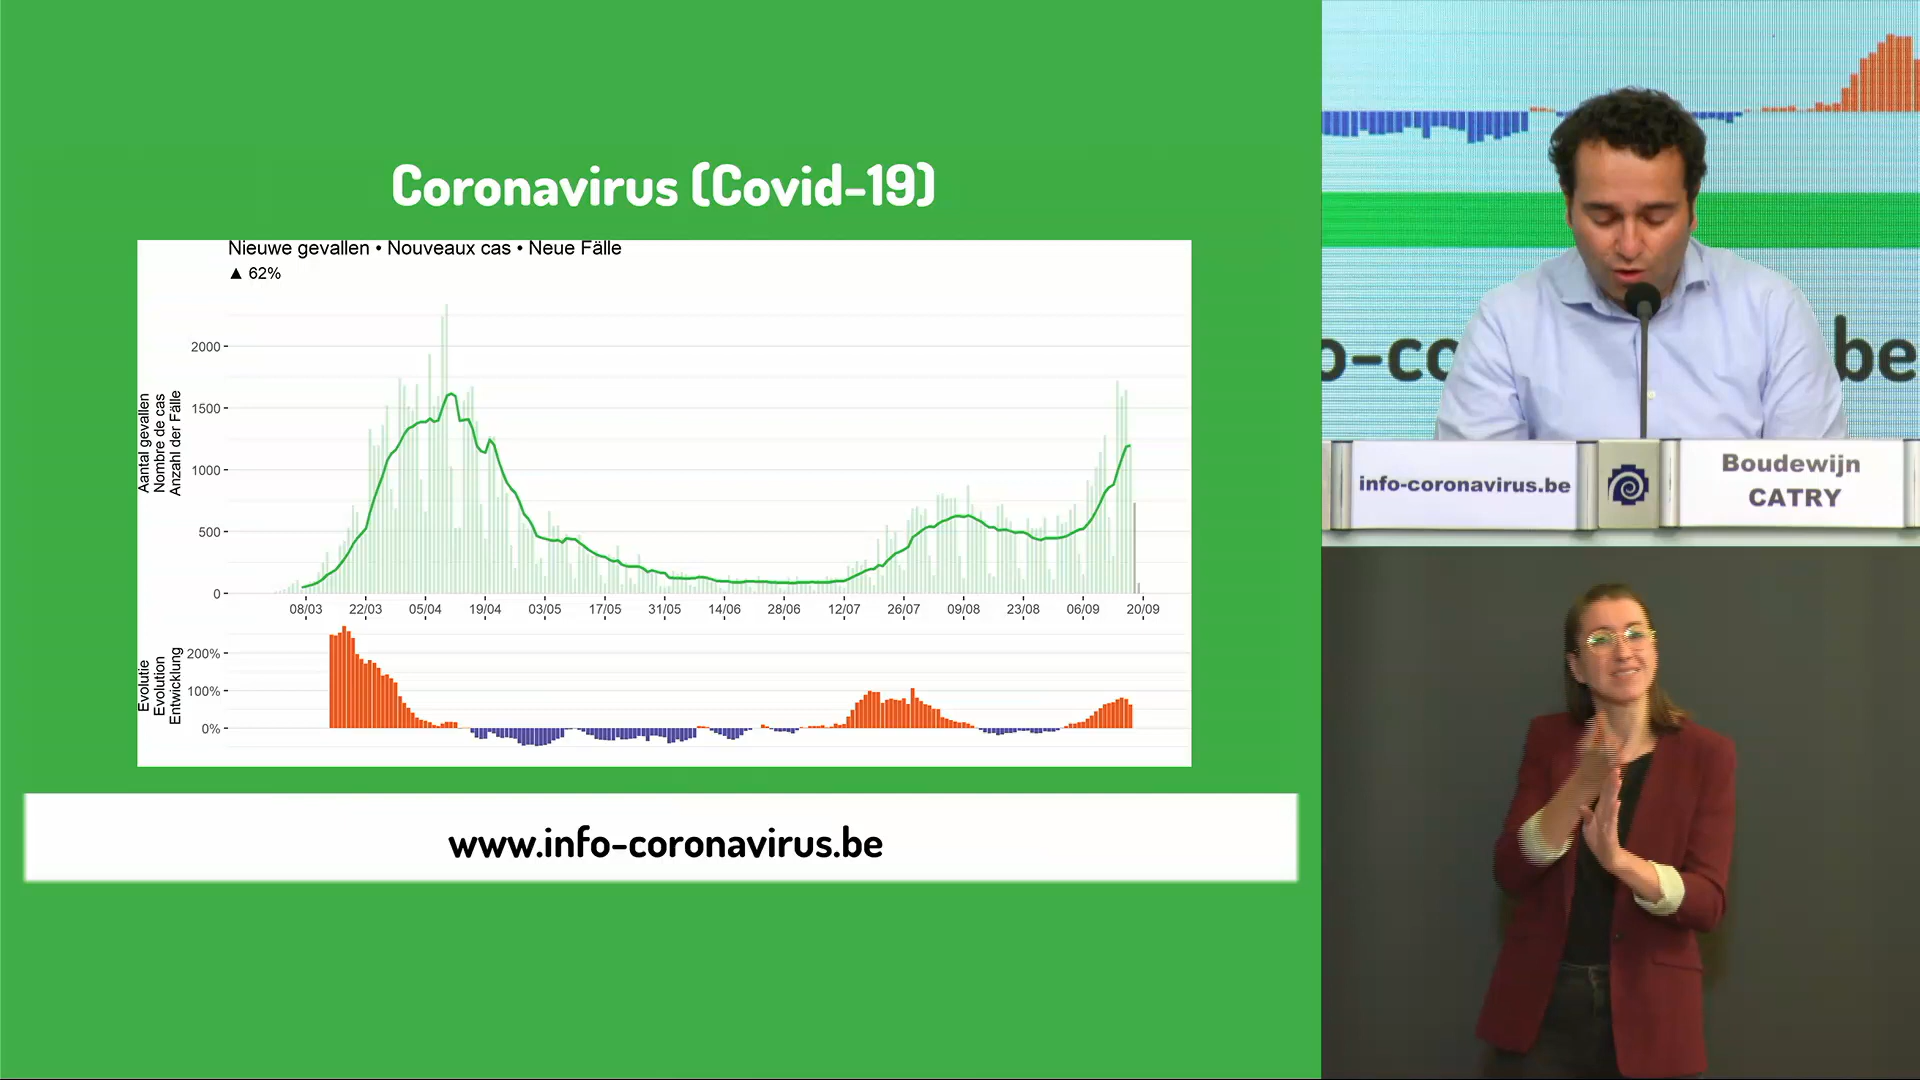 Coronavirus (Covid-19)
Nieuwe gevallen • Nouveaux cas • Neue Fälle
▲ 62%
Aantal gevallen
Nombre de cas
Anzahl der Fälle
2000
1500
1000
500
0
08/03 22/03 05/04 19/04 03/05 17/05 31/05 14/06 28/06 12/07 26/07 09/08 23/08 06/09 20/09
Evolutie
Evolution
Entwicklung
200%
100%
0%
www.info-coronavirus.be
o-co
be
info-coronavirus.be
Boudewijn
CATRY